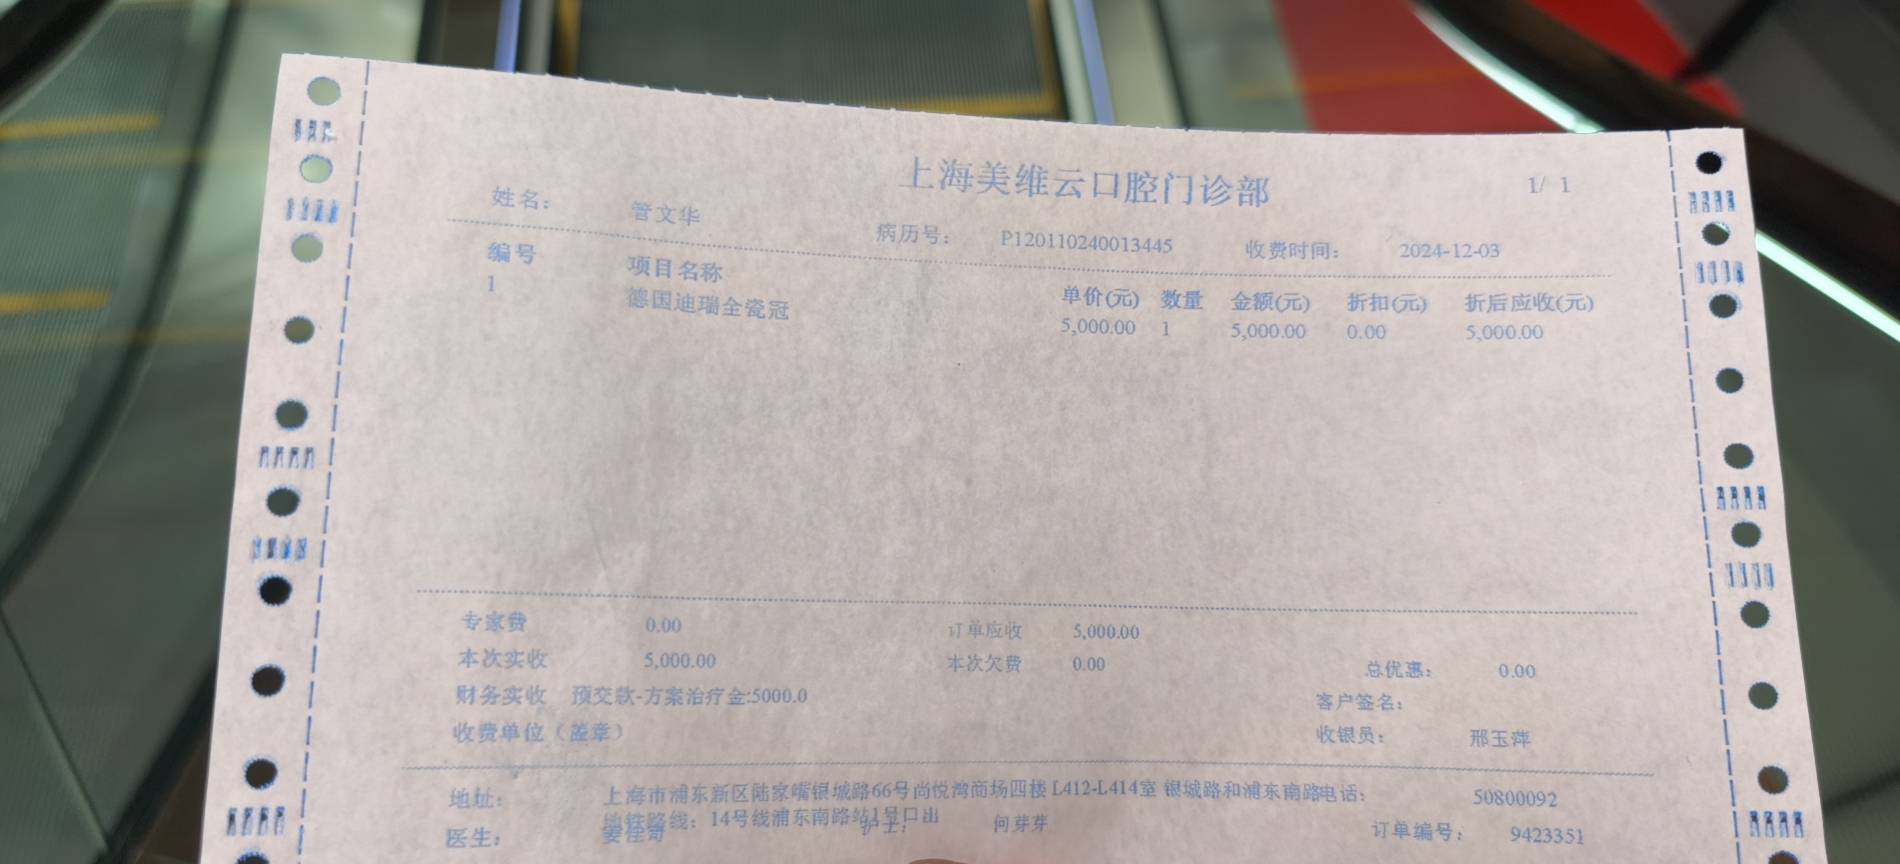 上海美维云口腔门诊部 1/ 1
姓名： 管文华 病历号： P120110240013445 收费时间： 2024-12-03
编号 项目名称 单价(元) 数量 金额(元) 折扣(元) 折后应收(元)
1 德国迪瑞全瓷冠 5,000.00 1 5,000.00 0.00 5,000.00
专家费 0.00 订单应收 5,000.00
本次实收 5,000.00 本次欠费 0.00 总优惠： 0.00
财务实收 预交款-方案治疗金:5000.0 客户签名：
收费单位（盖章） 收银员： 邢玉萍
地址： 上海市浦东新区陆家嘴银城路66号尚悦湾商场四楼 L412-L414室 银城路和浦东南路电话： 50800092
地铁路线：14号线浦东南路站1号口出
医生： 护士： 何芽芽 订单编号： 9423351